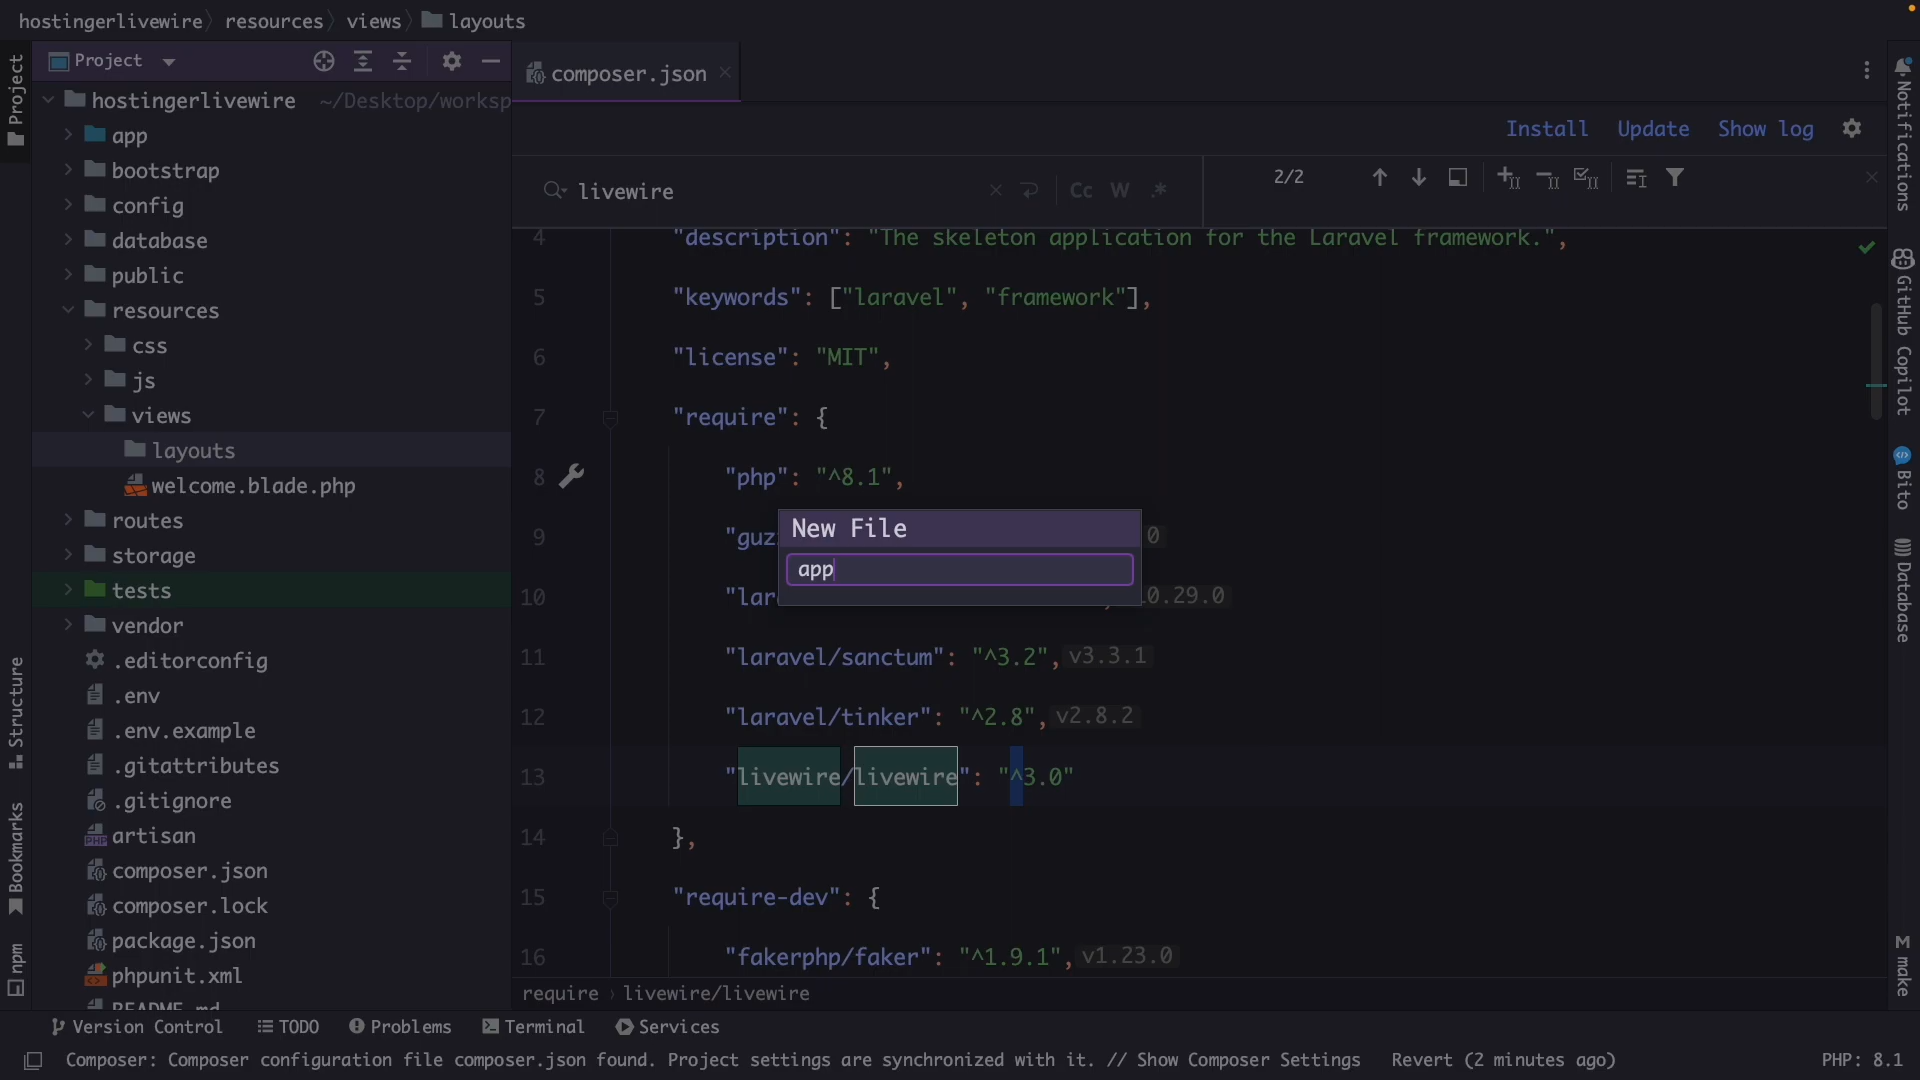 hostingerlivewire resources views layouts
Project
composer.json
Project
hostingerlivewire ~/Desktop/worksp
app
bootstrap
config
database
public
resources
css
js
views
layouts
welcome.blade.php
routes
storage
tests
vendor
.editorconfig
.env
.env.example
.gitattributes
.gitignore
artisan
composer.json
composer.lock
package.json
phpunit.xml
README.md
Structure
Bookmarks
npm
Install Update Show log
livewire
Cc W .*
2/2
4 "description": "The skeleton application for the Laravel framework.",
5 "keywords": ["laravel", "framework"],
6 "license": "MIT",
7 "require": {
8 "php": "^8.1",
9 "guz 0
10 "lar , 10.29.0
11 "laravel/sanctum": "^3.2", v3.3.1
12 "laravel/tinker": "^2.8", v2.8.2
13 "livewire/livewire": "^3.0"
14 },
15 "require-dev": {
16 "fakerphp/faker": "^1.9.1", v1.23.0
New File
app
require livewire/livewire
Notifications
GitHub Copilot
Bito
Database
M make
Version Control TODO Problems Terminal Services
Composer: Composer configuration file composer.json found. Project settings are synchronized with it. // Show Composer Settings Revert (2 minutes ago)
PHP: 8.1